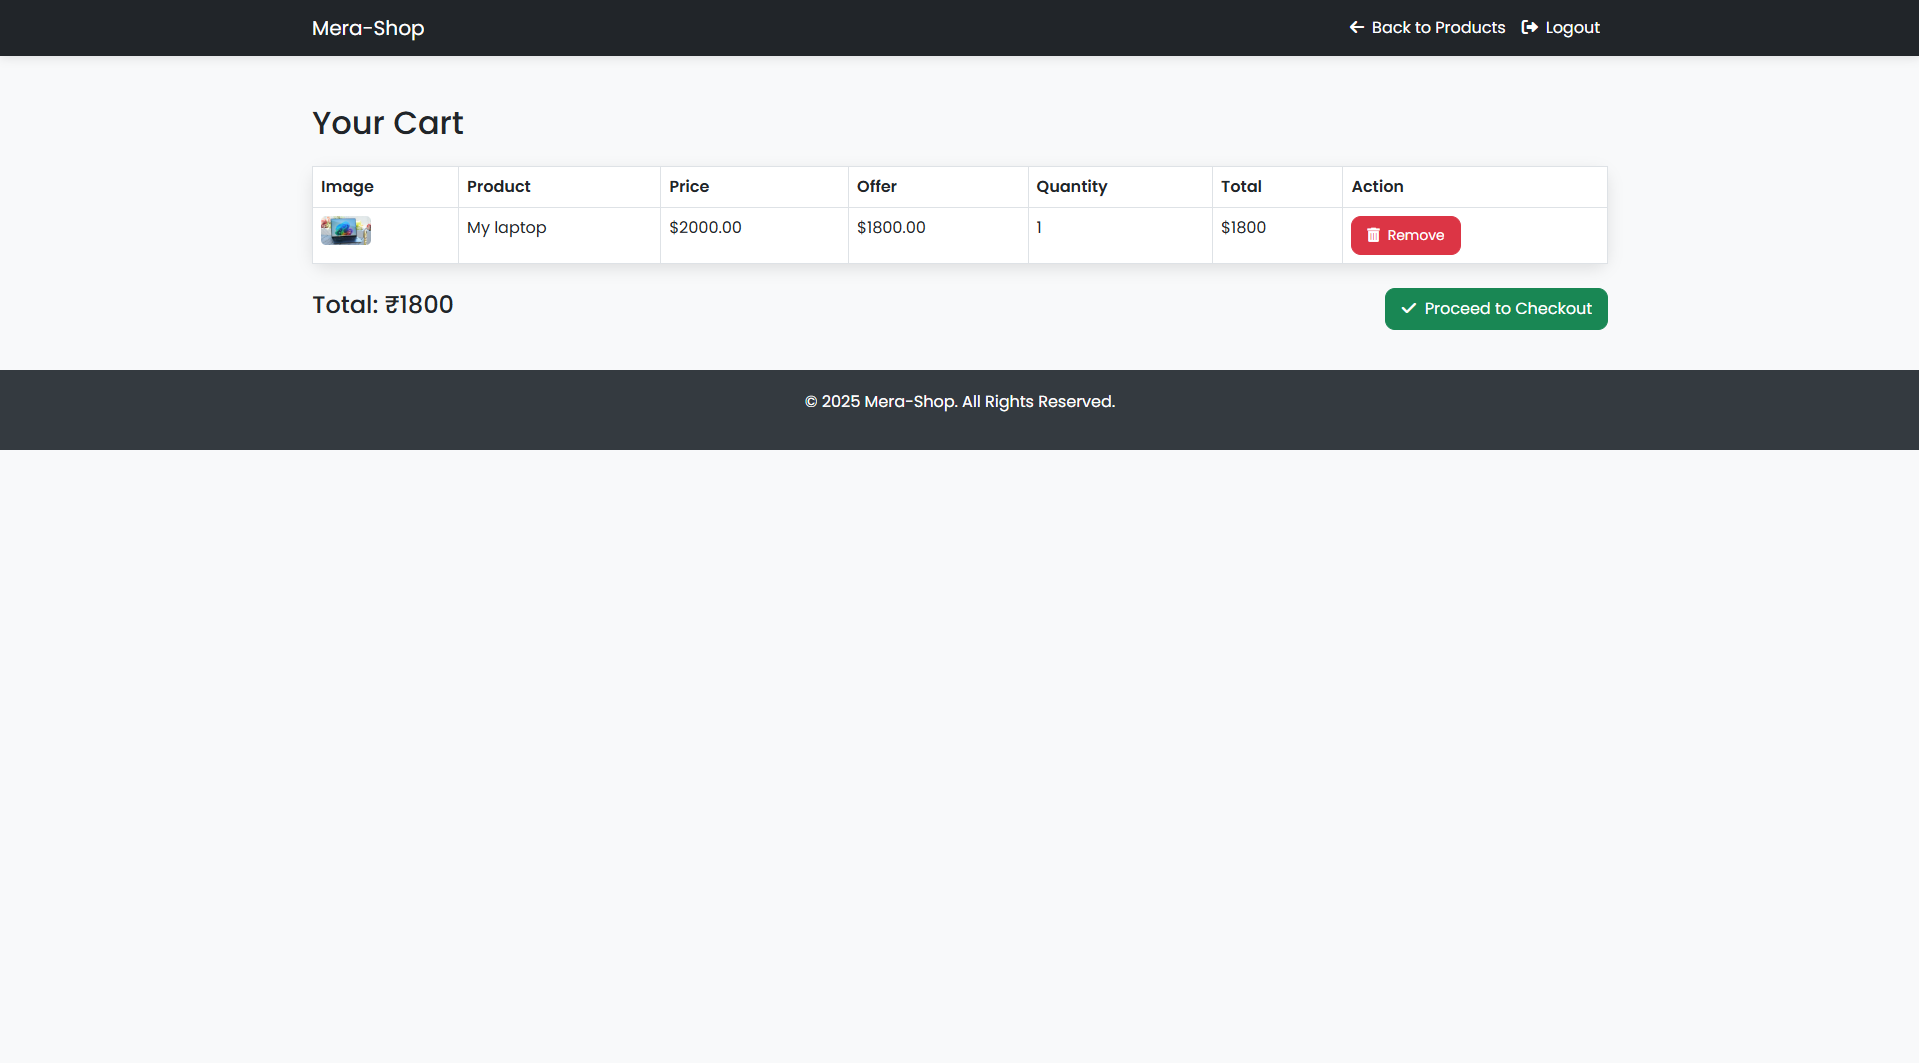 Mera-Shop
Back to Products Logout
Your Cart
Image Product Price Offer Quantity Total Action
My laptop $2000.00 $1800.00 1 $1800 Remove
Total: ₹1800 Proceed to Checkout
© 2025 Mera-Shop. All Rights Reserved.